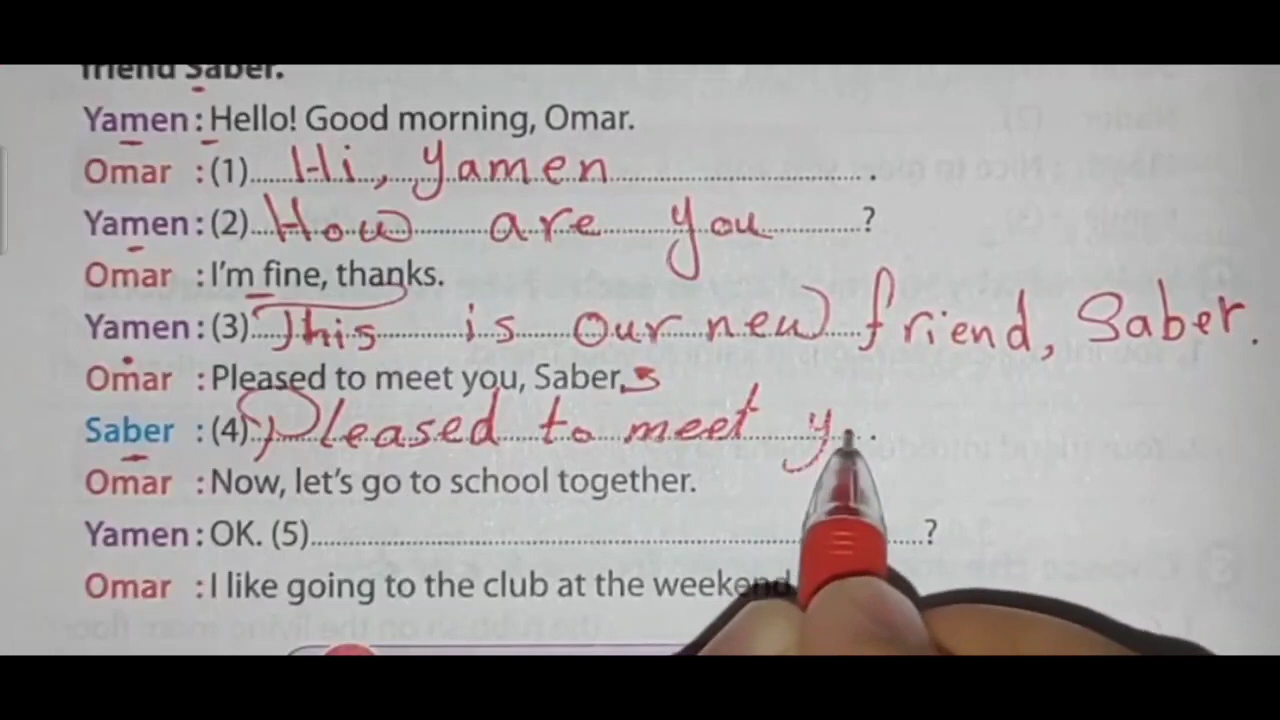 friend Saber.
Yamen : Hello! Good morning, Omar.
Omar : (1) Hi, Yamen .
Yamen : (2) How are you ?
Omar : I'm fine, thanks.
Yamen : (3) This is our new friend, Saber.
Omar : Pleased to meet you, Saber.
Saber : (4) Pleased to meet y .
Omar : Now, let's go to school together.
Yamen : OK. (5) ?
Omar : I like going to the club at the weekend